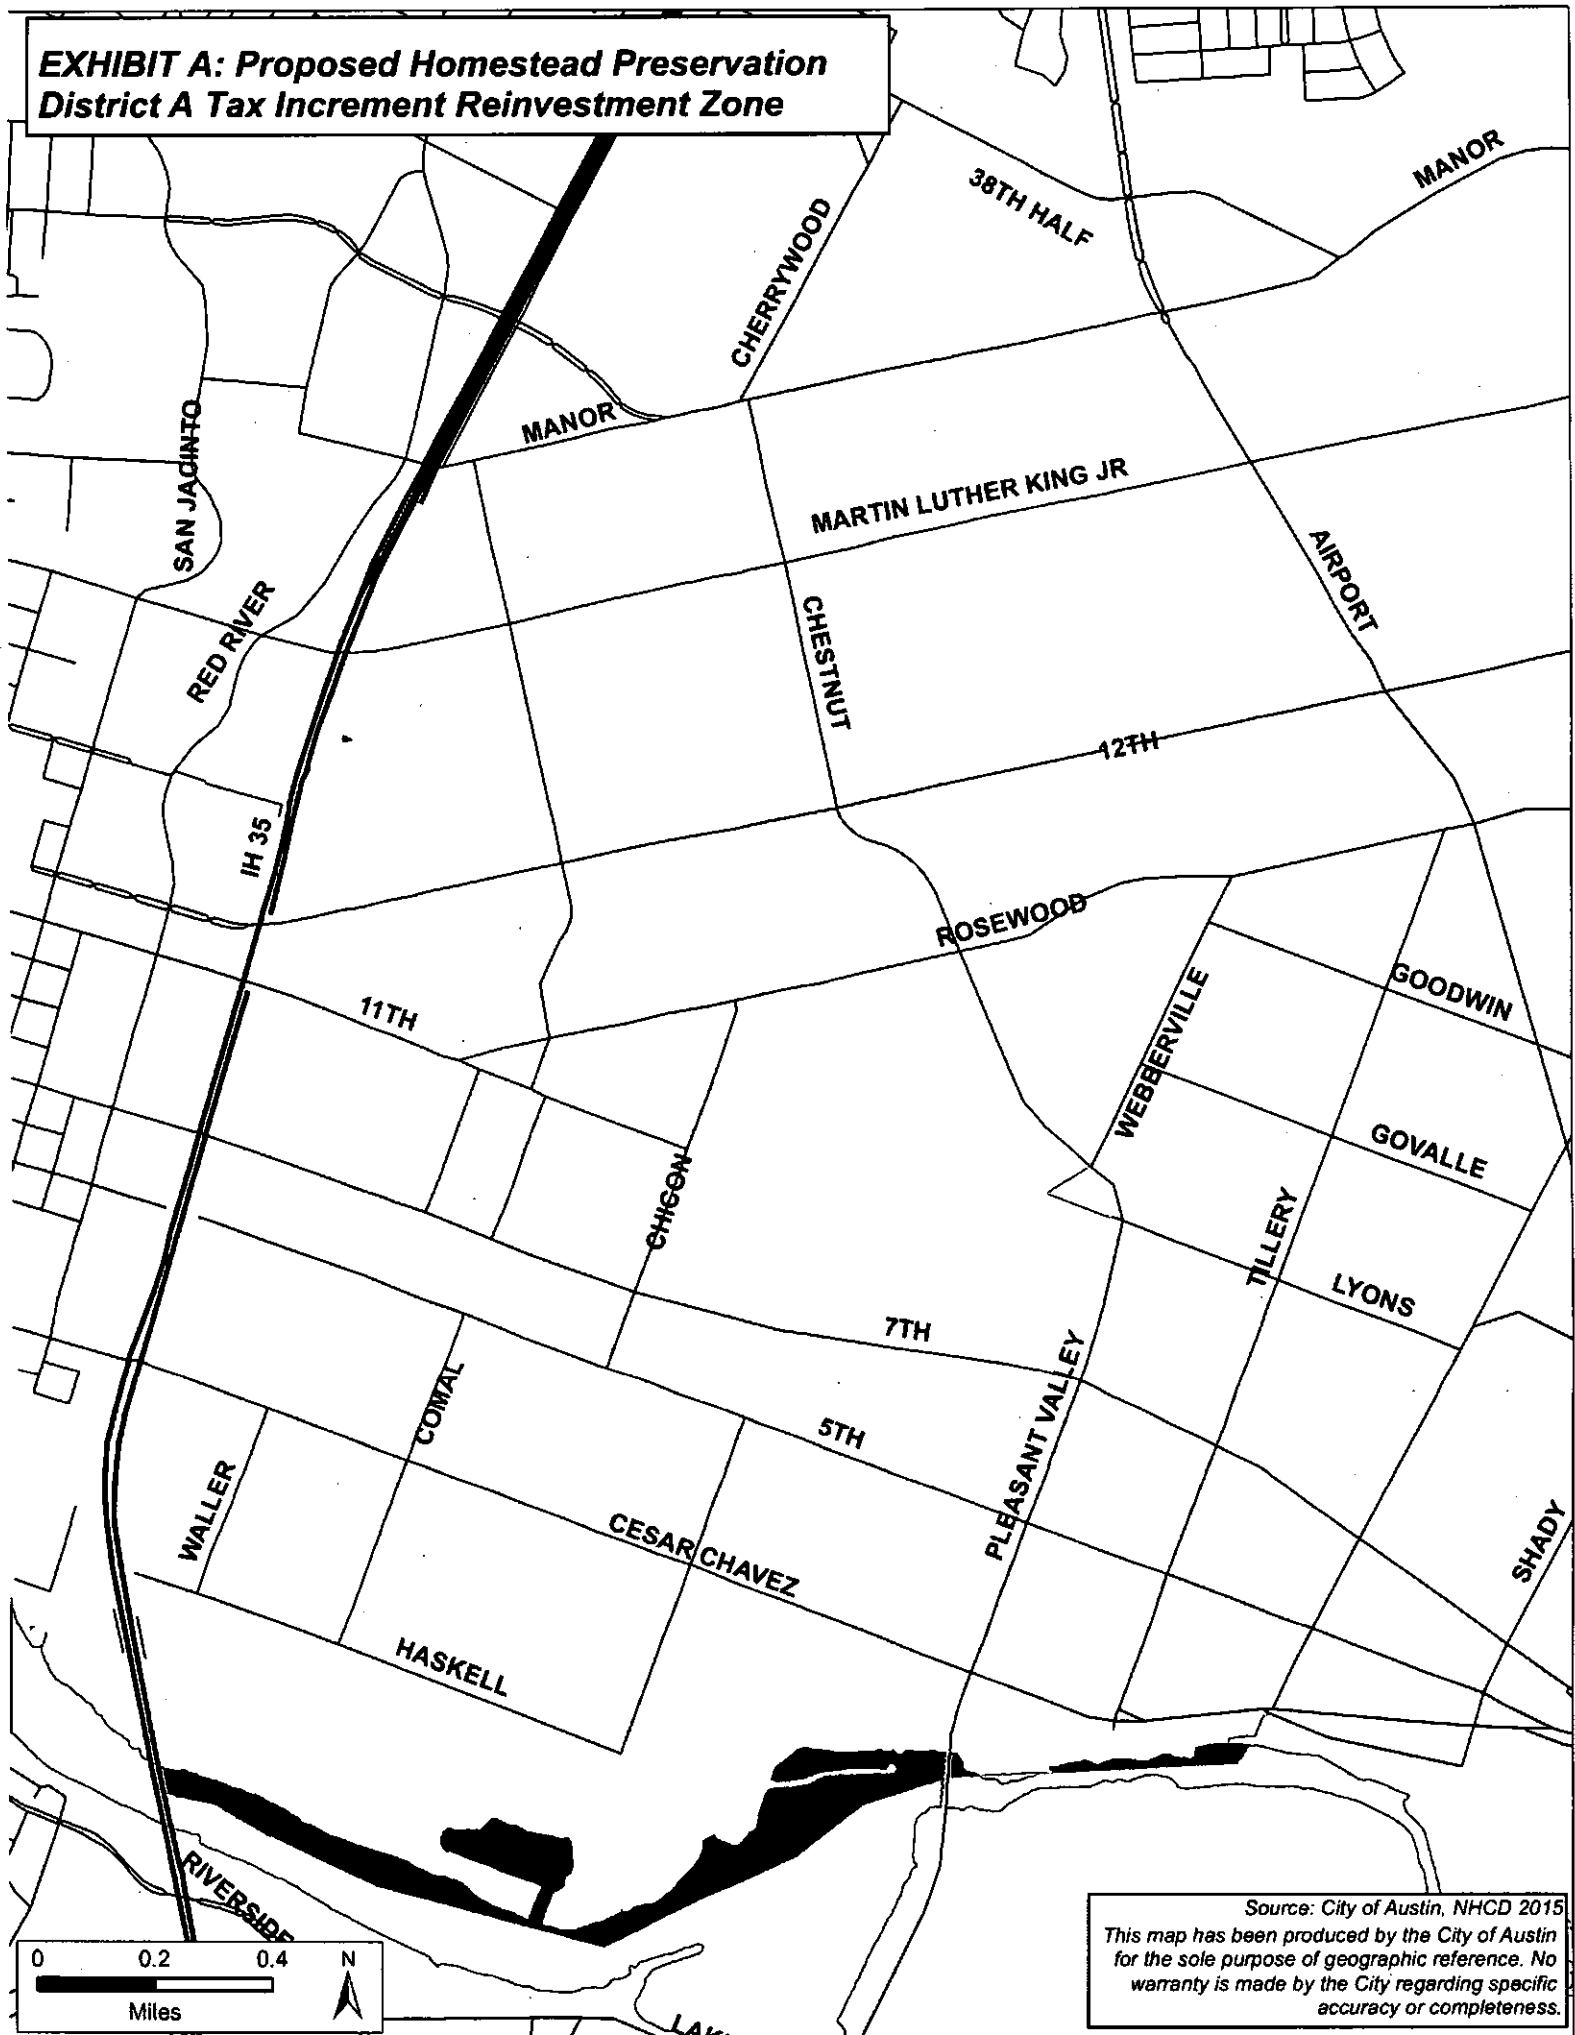 EXHIBIT A: Proposed Homestead Preservation
District A Tax Increment Reinvestment Zone
MANOR
38TH HALF
CHERRYWOOD
MANOR
SAN JACINTO
MARTIN LUTHER KING JR
AIRPORT
RED RIVER
CHESTNUT
12TH
IH 35
ROSEWOOD
GOODWIN
11TH
WEBBERVILLE
GOVALLE
CHICON
TILLERY
LYONS
7TH
PLEASANT VALLEY
COMAL
5TH
WALLER
CESAR CHAVEZ
SHADY
HASKELL
RIVERSIDE
0 0.2 0.4
Miles
N
Source: City of Austin, NHCD 2015
This map has been produced by the City of Austin
for the sole purpose of geographic reference. No
warranty is made by the City regarding specific
accuracy or completeness.